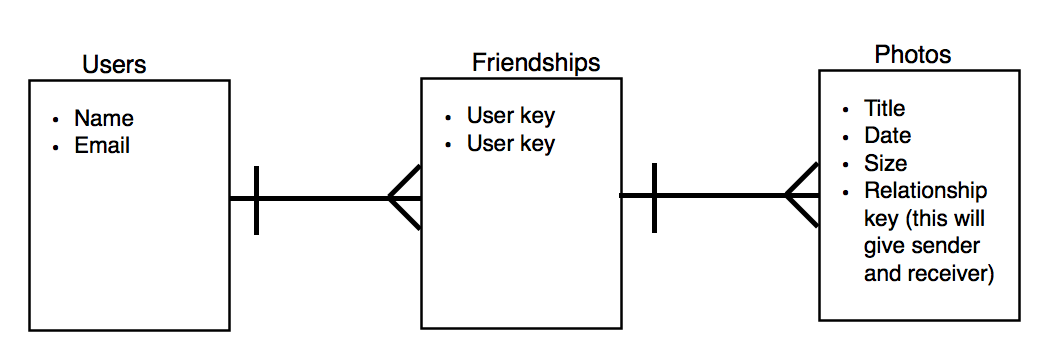 Users
• Name
• Email
Friendships
• User key
• User key
Photos
• Title
• Date
• Size
• Relationship
key (this will
give sender
and receiver)